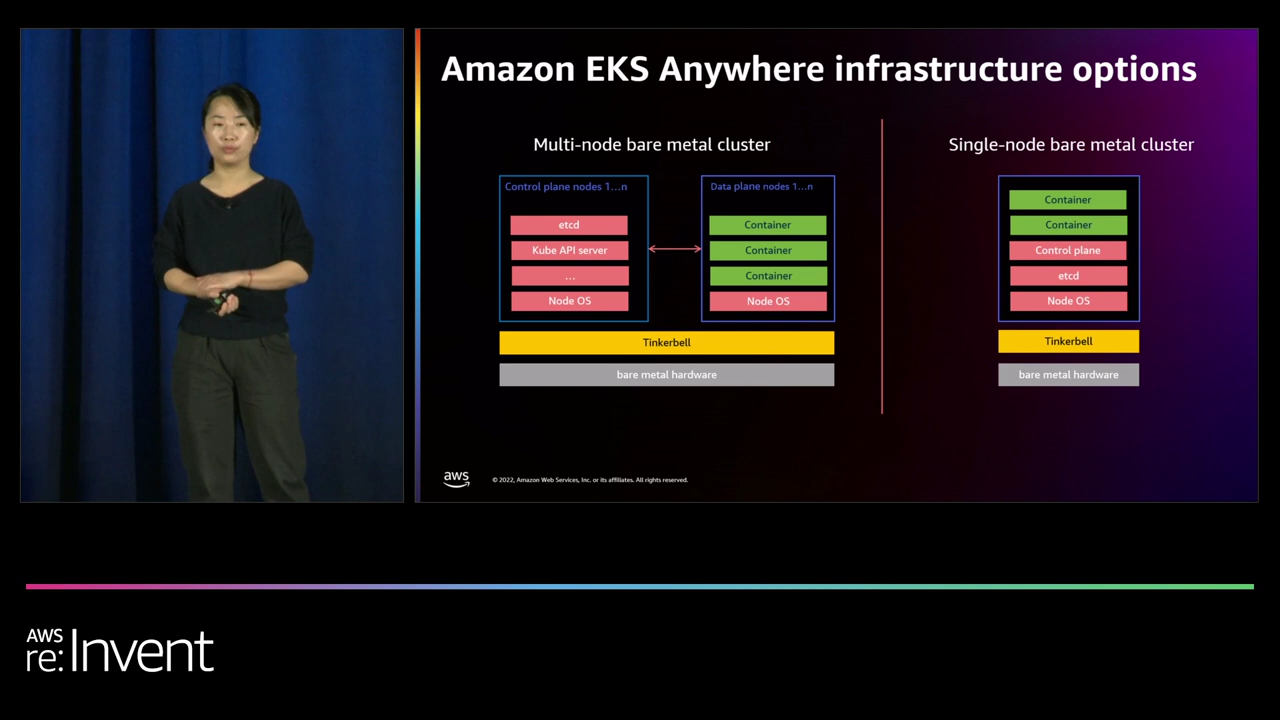 Amazon EKS Anywhere infrastructure options
Multi-node bare metal cluster
Control plane nodes 1...n
etcd
Kube API server
...
Node OS
Data plane nodes 1...n
Container
Container
Container
Node OS
Tinkerbell
bare metal hardware
Single-node bare metal cluster
Container
Container
Control plane
etcd
Node OS
Tinkerbell
bare metal hardware
aws
© 2022, Amazon Web Services, Inc. or its affiliates. All rights reserved.
AWS
re:Invent